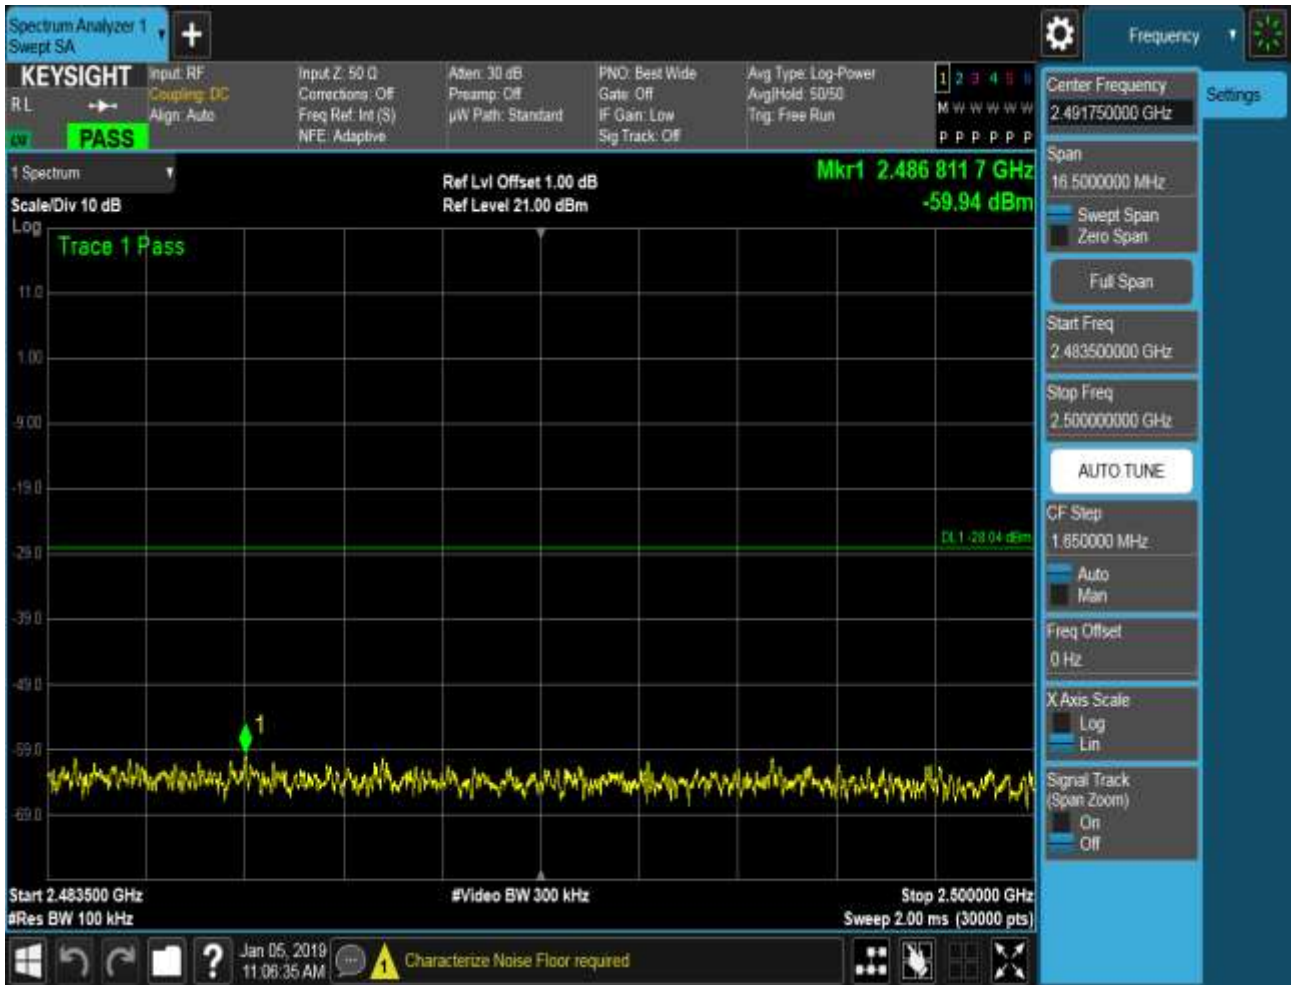 Spectrum Analyzer 1
Swept SA
+
Frequency
KEYSIGHT
R L
PASS
Input: RF
Coupling: DC
Align: Auto
Input Z: 50 Ω
Corrections: Off
Freq Ref: Int (S)
NFE: Adaptive
Atten: 30 dB
Preamp: Off
µW Path: Standard
PNO: Best Wide
Gate: Off
IF Gain: Low
Sig Track: Off
Avg Type: Log-Power
Avg|Hold: 50/50
Trig: Free Run
1 2 3 4 5 6
M W W W W W
P P P P P P
1 Spectrum
Scale/Div 10 dB
Log
Ref Lvl Offset 1.00 dB
Ref Level 21.00 dBm
Mkr1 2.486 811 7 GHz
-59.94 dBm
Trace 1 Pass
11.0
1.00
-9.00
-19.0
-29.0
-39.0
-49.0
-59.0
-69.0
DL1 -28.04 dBm
1
Start 2.483500 GHz
#Res BW 100 kHz
#Video BW 300 kHz
Stop 2.500000 GHz
Sweep 2.00 ms (30000 pts)
Center Frequency
2.491750000 GHz
Settings
Span
16.5000000 MHz
Swept Span
Zero Span
Full Span
Start Freq
2.483500000 GHz
Stop Freq
2.500000000 GHz
AUTO TUNE
CF Step
1.650000 MHz
Auto
Man
Freq Offset
0 Hz
X Axis Scale
Log
Lin
Signal Track
(Span Zoom)
On
Off
?
Jan 05, 2019
11:06:35 AM
1
Characterize Noise Floor required